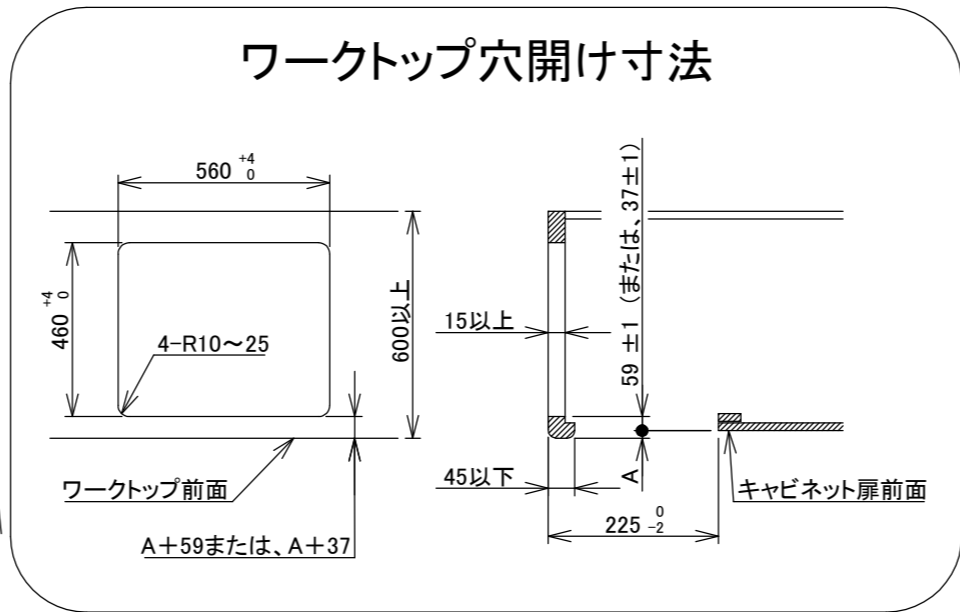 ワークトップ穴開け寸法
560 +4 0
460 +4 0
4-R10～25
600以上
ワークトップ前面
A＋59または、A＋37
15以上
59 ±1 (または、37±1)
45以下
A
225 0 -2
キャビネット扉前面